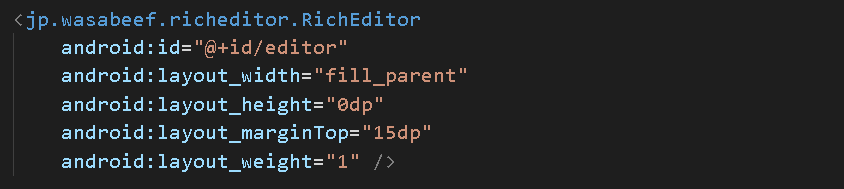 <jp.wasabeef.richeditor.RichEditor
android:id="@+id/editor"
android:layout_width="fill_parent"
android:layout_height="0dp"
android:layout_marginTop="15dp"
android:layout_weight="1" />